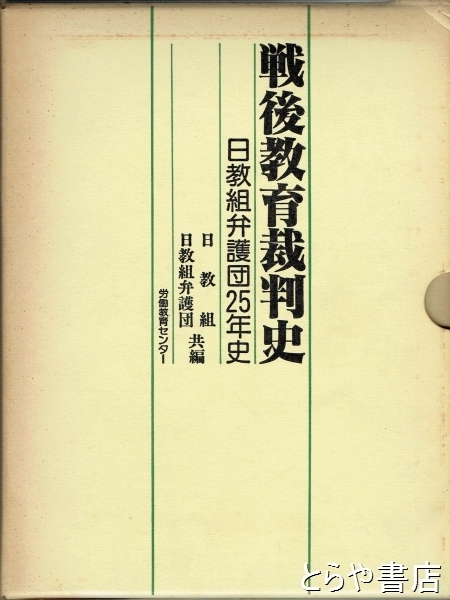 戦後教育裁判史
日教組弁護団25年史
日教組
日教組弁護団 共編
労働教育センター
とらや書店